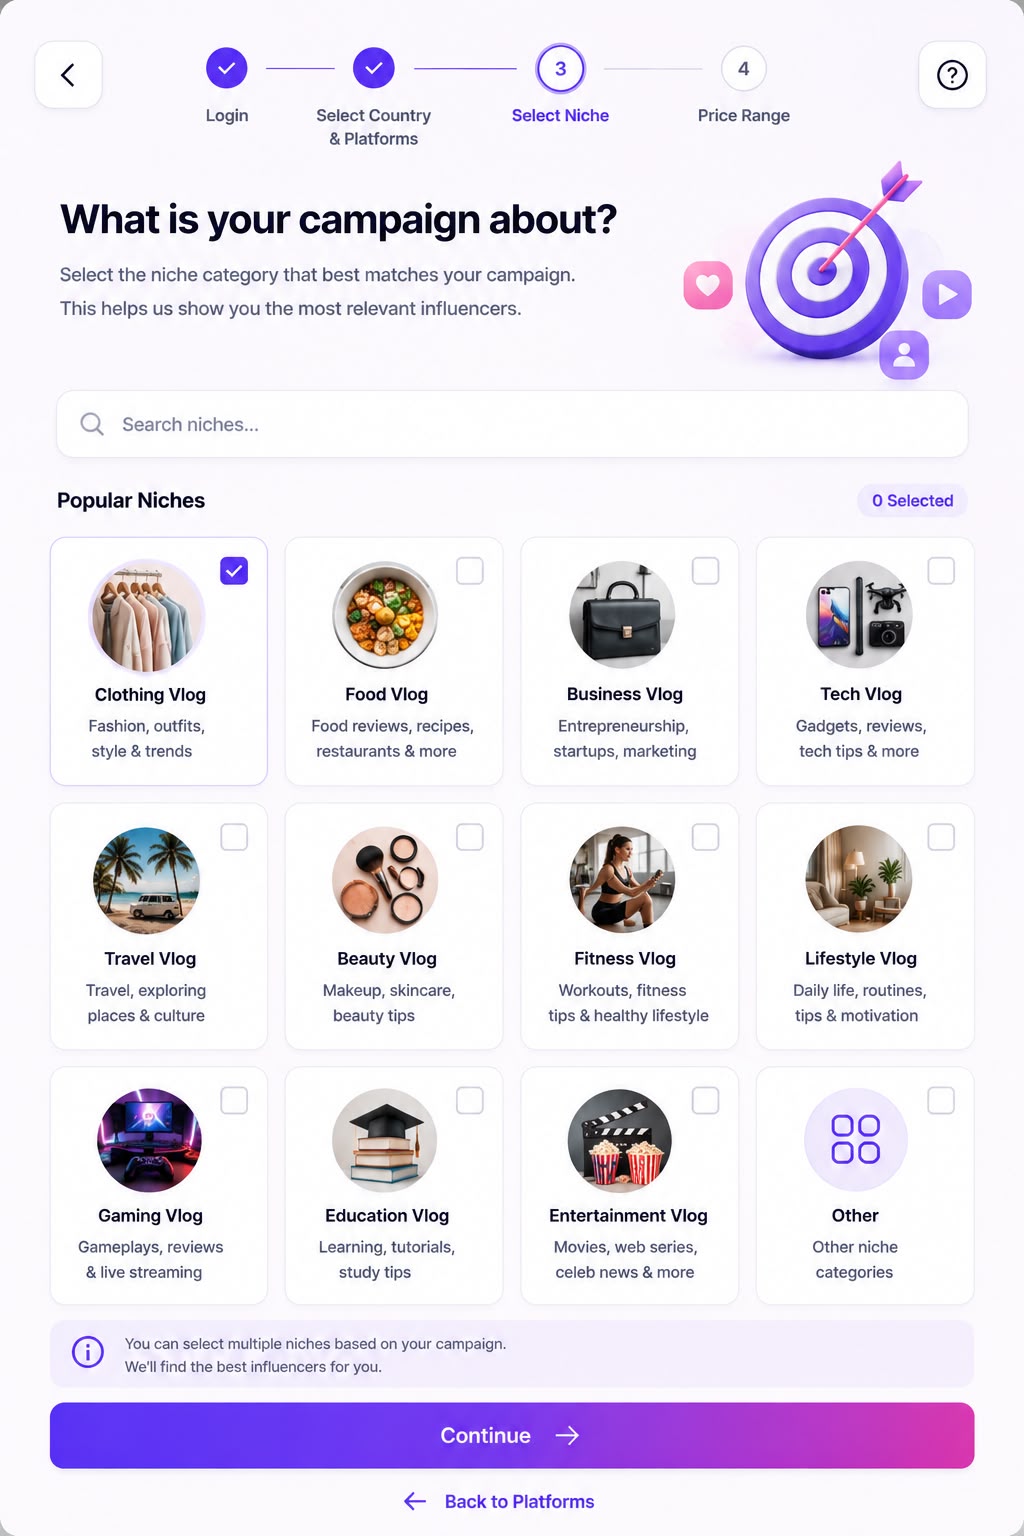 Login
Select Country
& Platforms
3
Select Niche
4
Price Range
What is your campaign about?
Select the niche category that best matches your campaign.
This helps us show you the most relevant influencers.
Search niches...
Popular Niches
0 Selected
Clothing Vlog
Fashion, outfits,
style & trends
Food Vlog
Food reviews, recipes,
restaurants & more
Business Vlog
Entrepreneurship,
startups, marketing
Tech Vlog
Gadgets, reviews,
tech tips & more
Travel Vlog
Travel, exploring
places & culture
Beauty Vlog
Makeup, skincare,
beauty tips
Fitness Vlog
Workouts, fitness
tips & healthy lifestyle
Lifestyle Vlog
Daily life, routines,
tips & motivation
Gaming Vlog
Gameplays, reviews
& live streaming
Education Vlog
Learning, tutorials,
study tips
Entertainment Vlog
Movies, web series,
celeb news & more
Other
Other niche
categories
You can select multiple niches based on your campaign.
We'll find the best influencers for you.
Continue
Back to Platforms